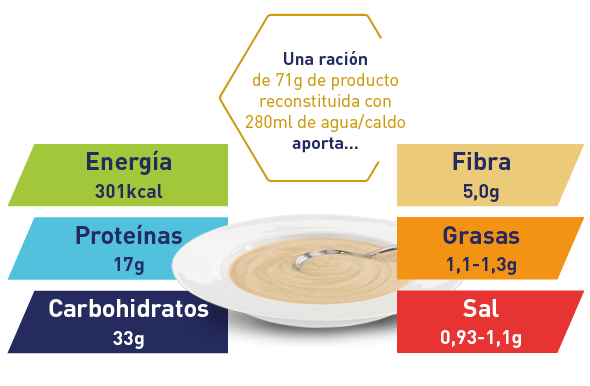 Una ración
de 71g de producto
reconstituida con
280ml de agua/caldo
aporta...
Energía
301kcal
Fibra
5,0g
Proteínas
17g
Grasas
1,1-1,3g
Carbohidratos
33g
Sal
0,93-1,1g